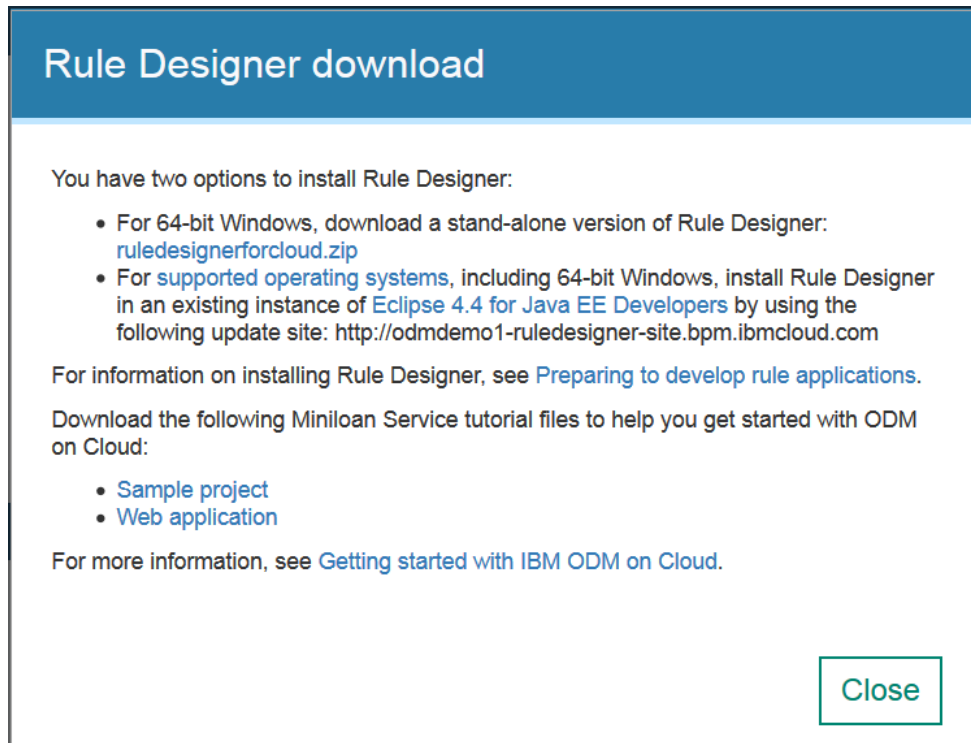 Rule Designer download
You have two options to install Rule Designer:
• For 64-bit Windows, download a stand-alone version of Rule Designer:
ruledesignerforcloud.zip
• For supported operating systems, including 64-bit Windows, install Rule Designer
in an existing instance of Eclipse 4.4 for Java EE Developers by using the
following update site: http://odmdemo1-ruledesigner-site.bpm.ibmcloud.com
For information on installing Rule Designer, see Preparing to develop rule applications.
Download the following Miniloan Service tutorial files to help you get started with ODM
on Cloud:
• Sample project
• Web application
For more information, see Getting started with IBM ODM on Cloud.
Close